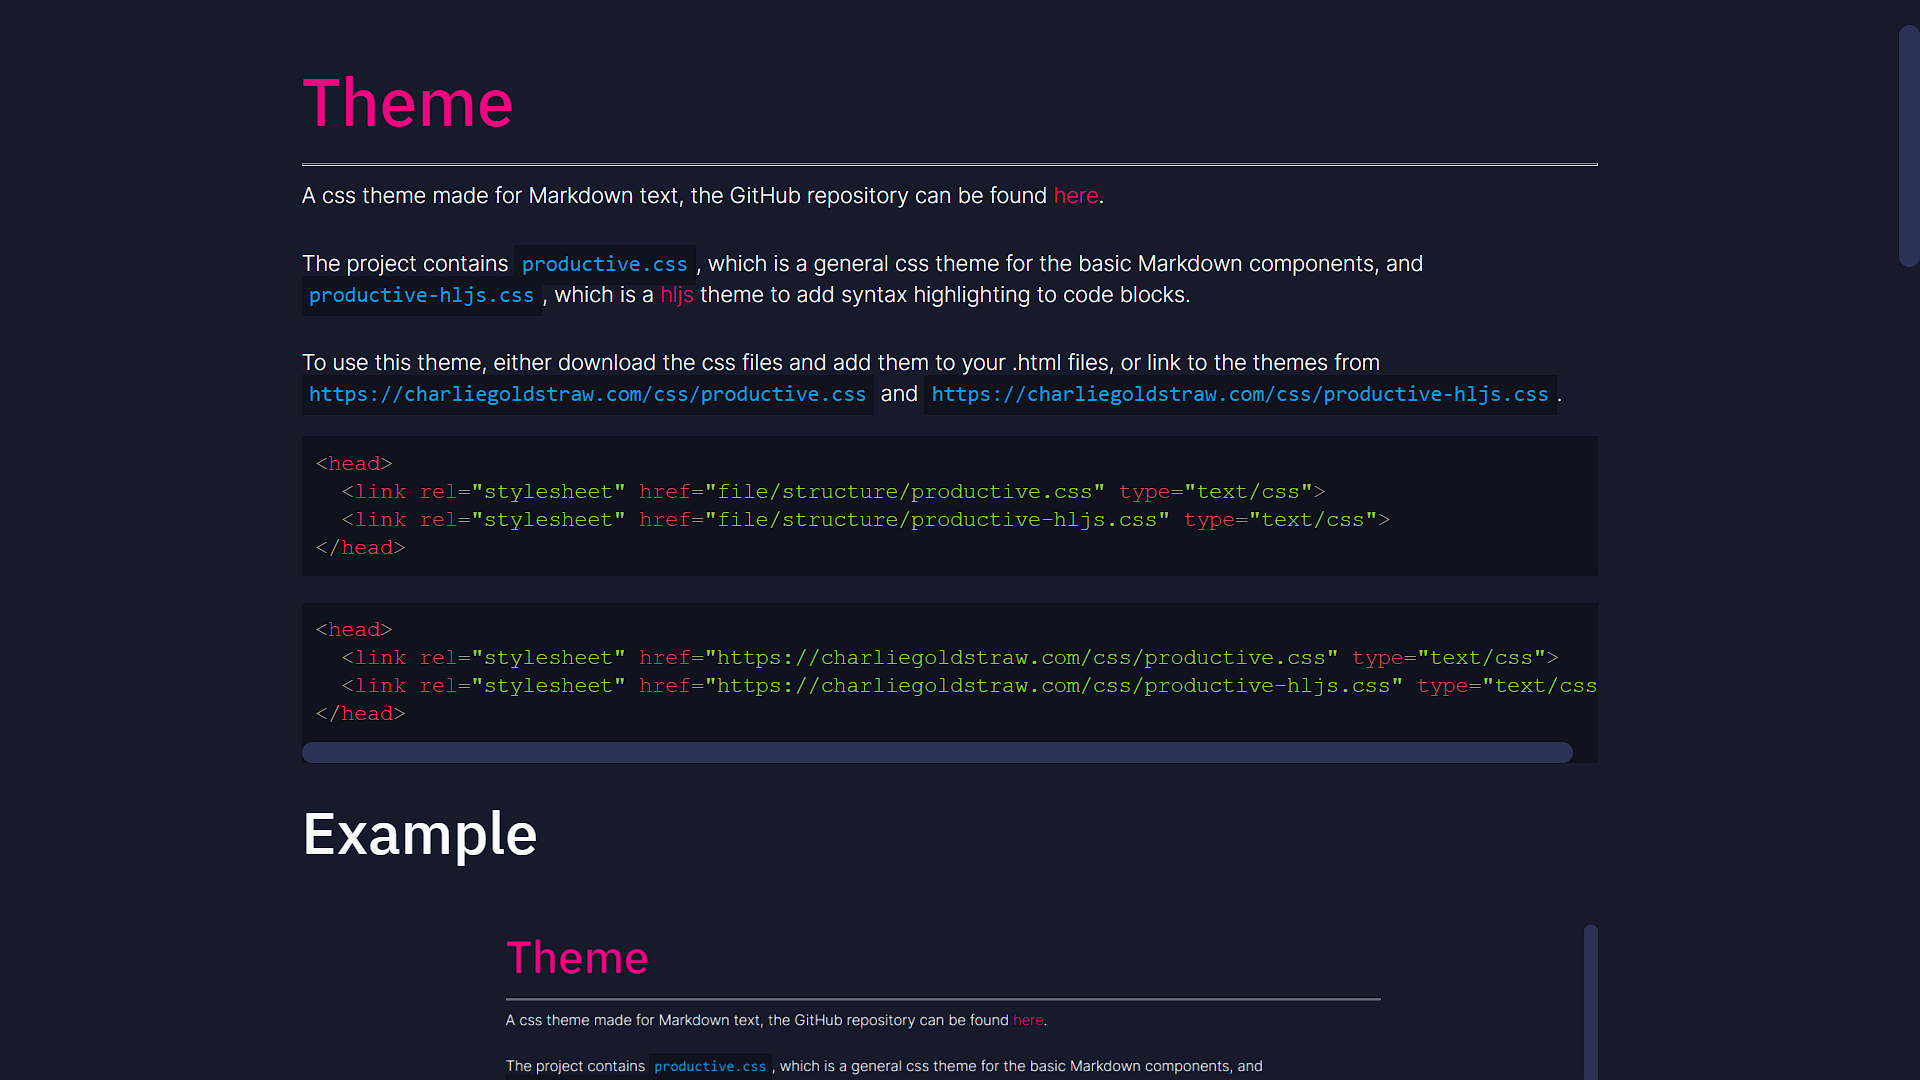 Theme
A css theme made for Markdown text, the GitHub repository can be found here.
The project contains productive.css, which is a general css theme for the basic Markdown components, and
productive-hljs.css, which is a hljs theme to add syntax highlighting to code blocks.
To use this theme, either download the css files and add them to your .html files, or link to the themes from
https://charliegoldstraw.com/css/productive.css and https://charliegoldstraw.com/css/productive-hljs.css.
<head>
  <link rel="stylesheet" href="file/structure/productive.css" type="text/css">
  <link rel="stylesheet" href="file/structure/productive-hljs.css" type="text/css">
</head>
<head>
  <link rel="stylesheet" href="https://charliegoldstraw.com/css/productive.css" type="text/css">
  <link rel="stylesheet" href="https://charliegoldstraw.com/css/productive-hljs.css" type="text/css
</head>
Example
Theme
A css theme made for Markdown text, the GitHub repository can be found here.
The project contains productive.css, which is a general css theme for the basic Markdown components, and